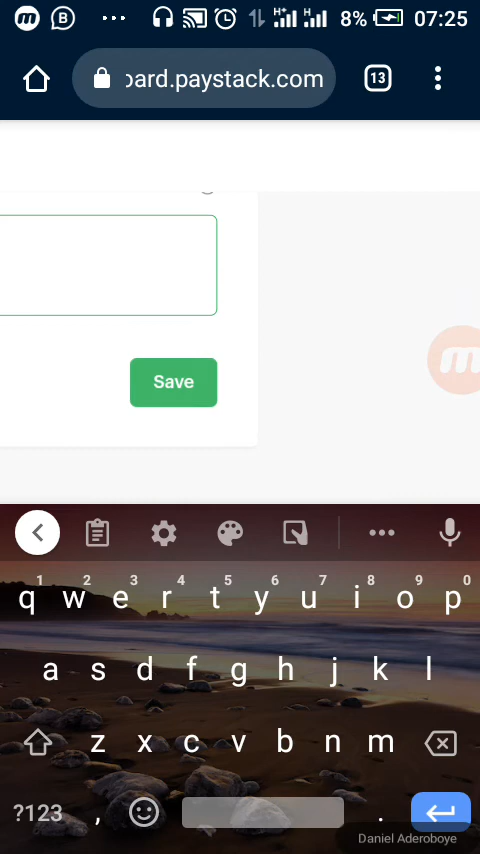 8% 07:25
oard.paystack.com 13
Save
1 2 3 4 5 6 7 8 9 0
q w e r t y u i o p
a s d f g h j k l
z x c v b n m
?123 , .
Daniel Aderoboye